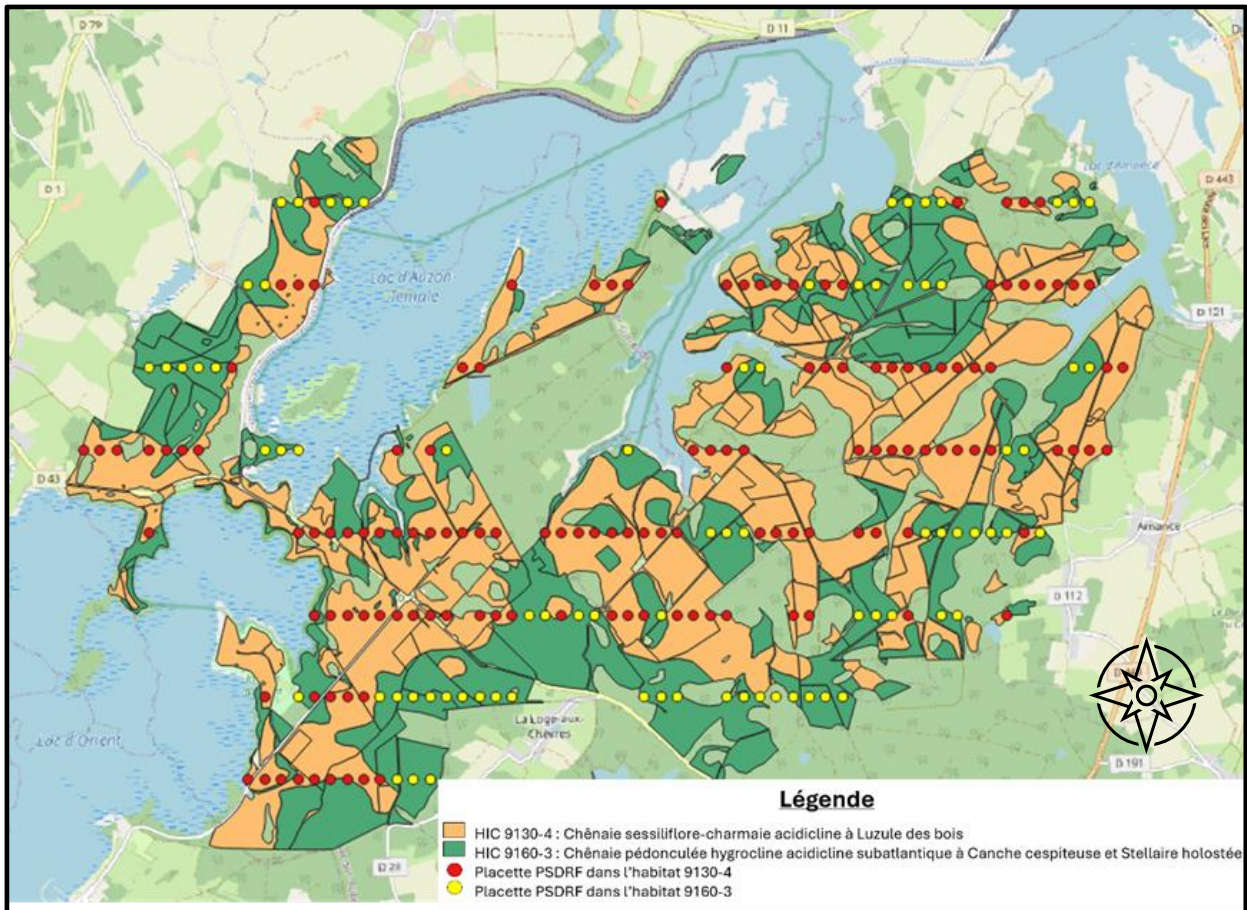 D 79
D 11
D 1
Lac d'Amance
D 443
Lac d'Auzon
Temple
D 121
D 43
Amance
D 112
Lac d'Orient
La Loge-aux-
Chèvres
D 191
D 28
Légende
HIC 9130-4 : Chênaie sessiliflore-charmaie acidicline à Luzule des bois
HIC 9160-3 : Chênaie pédonculée hygrocline acidicline subatlantique à Canche cespiteuse et Stellaire holostée
Placette PSDRF dans l'habitat 9130-4
Placette PSDRF dans l'habitat 9160-3